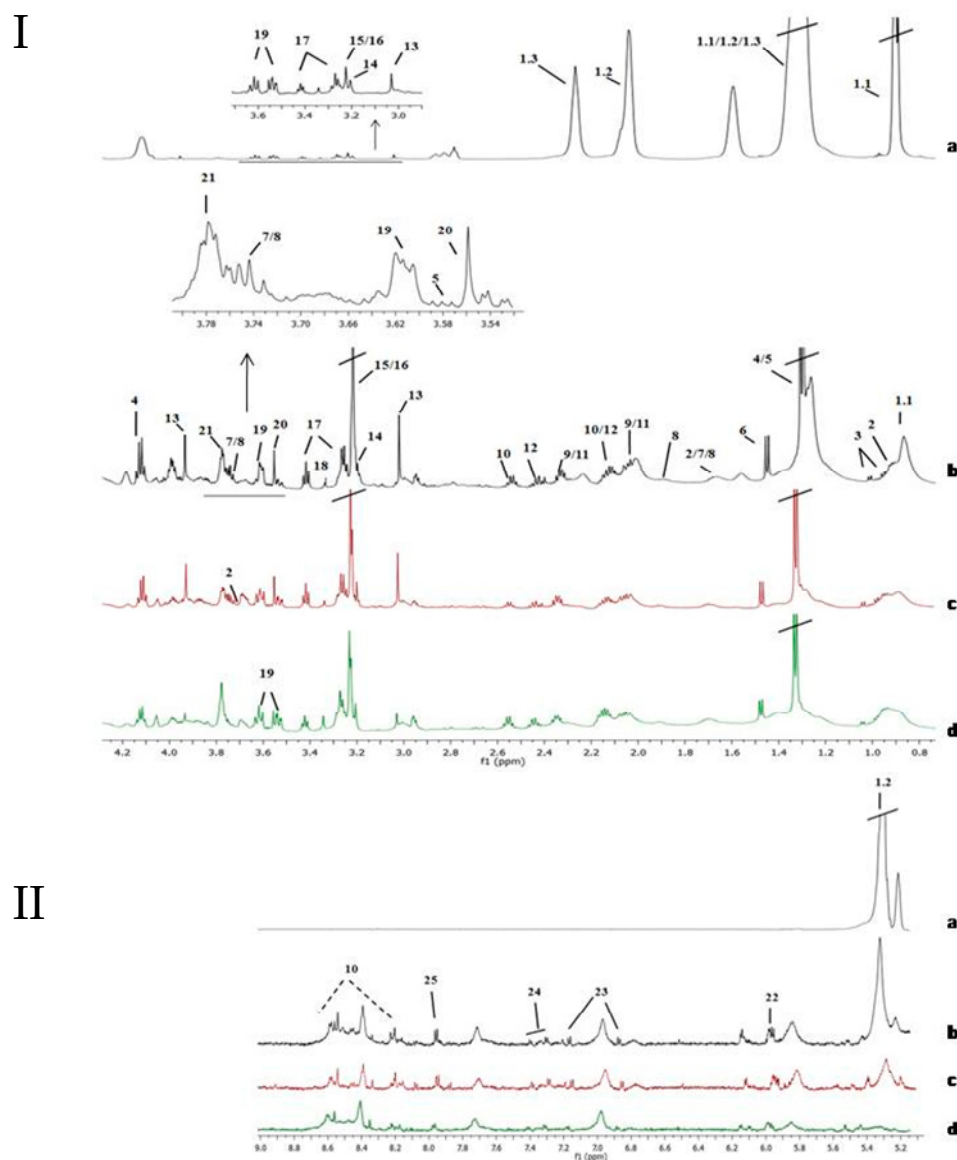 I
19 17 15/16 14 13
3.6 3.4 3.2 3.0
1.3 1.2 1.1/1.2/1.3 1.1
a
21 7/8 19 5 20
3.78 3.74 3.70 3.66 3.62 3.58 3.54
4 13 21 7/8 19 20 17 18 15/16 14 13 10 12 9/11 10/12 9/11 8 2/7/8 6 4/5 3 2 1.1
b
2
c
19
d
4.2 4.0 3.8 3.6 3.4 3.2 3.0 2.8 2.6 2.4 2.2 2.0 1.8 1.6 1.4 1.2 1.0 0.8
f1 (ppm)
II
1.2
a
10 25 24 23 22
b
c
d
9.0 8.8 8.6 8.4 8.2 8.0 7.8 7.6 7.4 7.2 7.0 6.8 6.6 6.4 6.2 6.0 5.8 5.6 5.4 5.2
f1 (ppm)